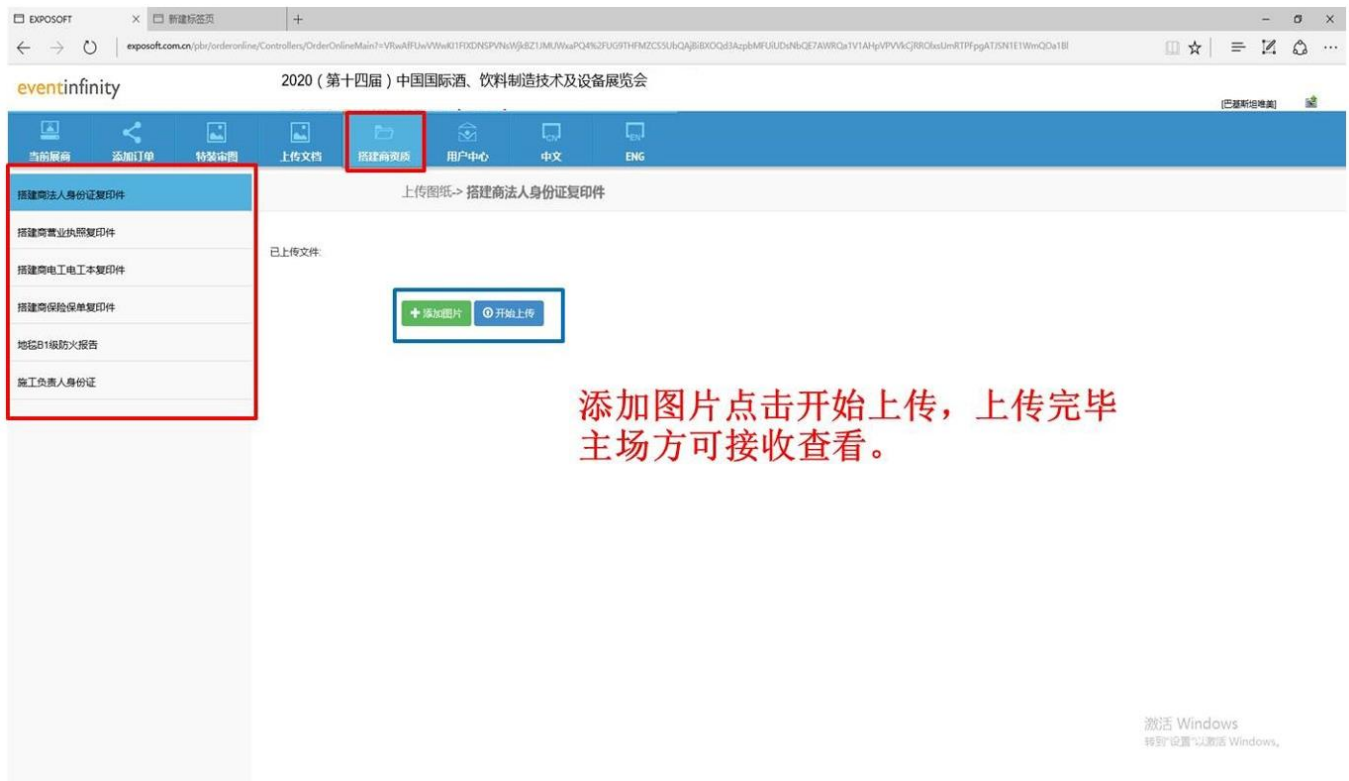 EXPOSOFT
新建标签页
eventinfinity
2020（第十四届）中国国际酒、饮料制造技术及设备展览会
[巴基斯坦唯美]
当前展商 添加订单 特装审图 上传文档 搭建商资质 用户中心 中文 ENG
搭建商法人身份证复印件
上传图纸-> 搭建商法人身份证复印件
搭建商营业执照复印件
已上传文件:
搭建商电工电工本复印件
搭建商保险保单复印件
添加图片 开始上传
地毯B1级防火报告
施工负责人身份证
添加图片点击开始上传，上传完毕
主场方可接收查看。
激活 Windows
转到"设置"以激活 Windows。